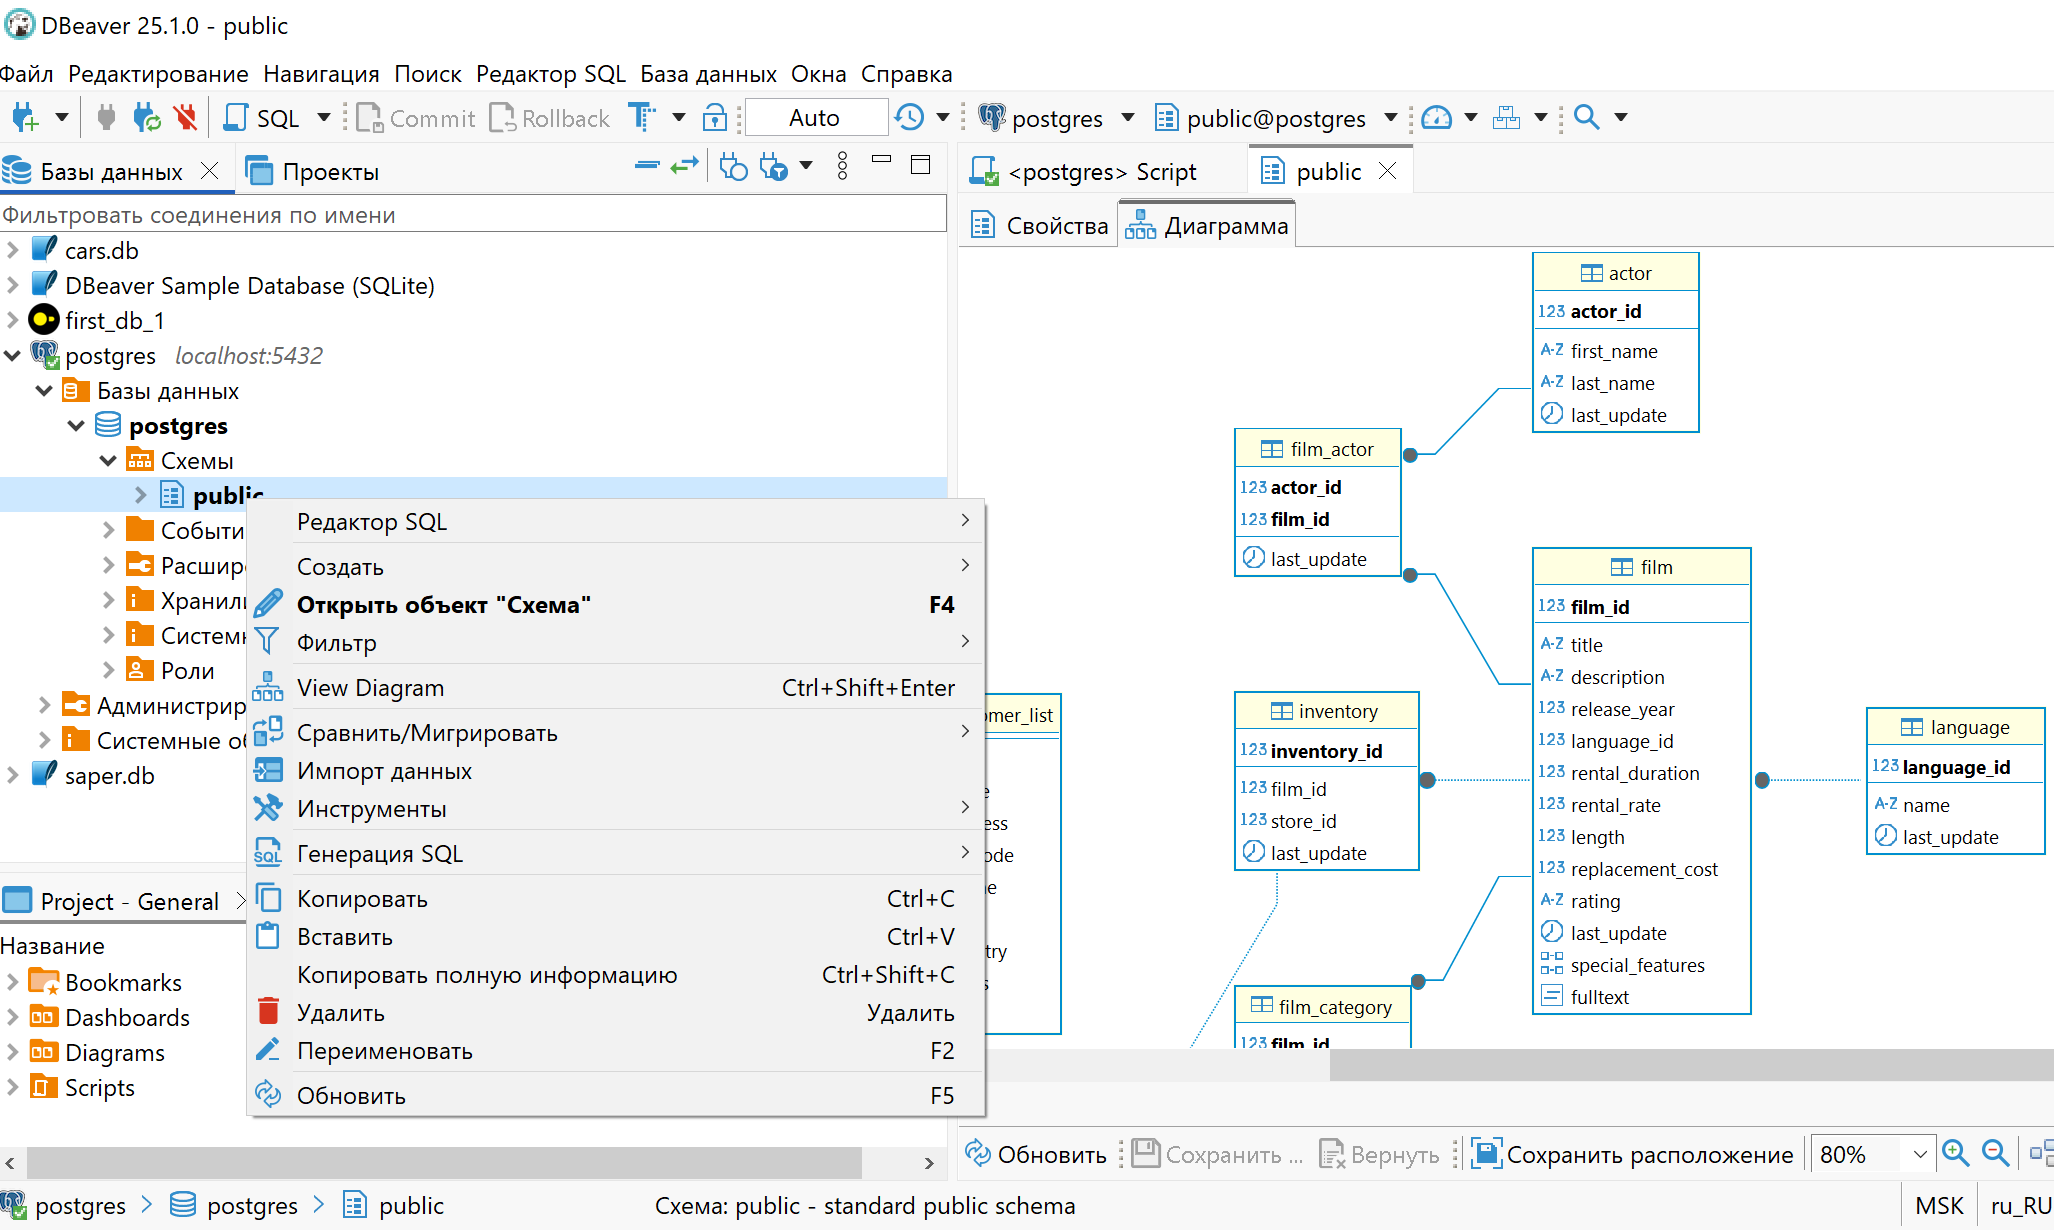 DBeaver 25.1.0 - public
Файл Редактирование Навигация Поиск Редактор SQL База данных Окна Справка
SQL Commit Rollback Auto postgres public@postgres
Базы данных Проекты
Фильтровать соединения по имени
cars.db
DBeaver Sample Database (SQLite)
first_db_1
postgres localhost:5432
Базы данных
postgres
Схемы
public
Событи
Расшир
Хранили
Системн
Роли
Администрир
Системные об
saper.db
Редактор SQL
Создать
Открыть объект "Схема" F4
Фильтр
View Diagram Ctrl+Shift+Enter
Сравнить/Мигрировать
Импорт данных
Инструменты
Генерация SQL
Копировать Ctrl+C
Вставить Ctrl+V
Копировать полную информацию Ctrl+Shift+C
Удалить Удалить
Переименовать F2
Обновить F5
Project - General
Название
Bookmarks
Dashboards
Diagrams
Scripts
<postgres> Script public
Свойства Диаграмма
actor
123 actor_id
A-Z first_name
A-Z last_name
last_update
film_actor
123 actor_id
123 film_id
last_update
film
123 film_id
A-Z title
A-Z description
123 release_year
123 language_id
123 rental_duration
123 rental_rate
123 length
123 replacement_cost
A-Z rating
last_update
special_features
fulltext
omer_list
e
ess
ode
e
try
s
inventory
123 inventory_id
123 film_id
123 store_id
last_update
language
123 language_id
A-Z name
last_update
film_category
123 film_id
Обновить Сохранить ... Вернуть Сохранить расположение 80%
postgres postgres public Схема: public - standard public schema MSK ru_RU